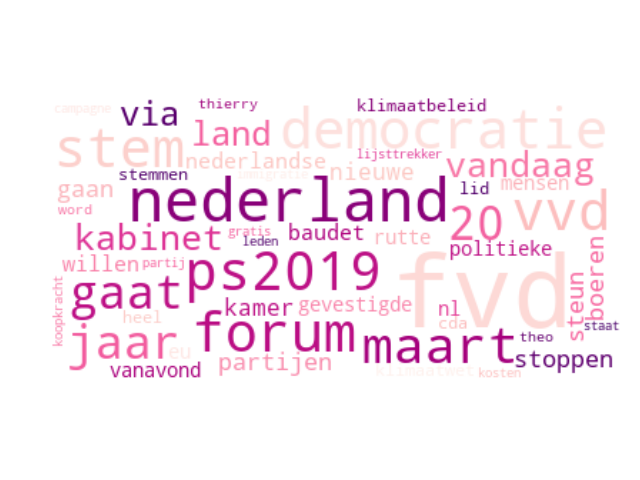 campagne
via
thierry
klimaatbeleid
stem
land
democratie
nederlandse
lijsttrekker
vandaag
stemmen
immigratie
nieuwe
gaan
nederland
lid
mensen
vvd
word
20
kabinet
gratis
leden
baudet
rutte
politieke
willen
partij
ps2019
fvd
boeren
steun
koopkracht
gaat
kamer
gevestigde
nl
cda
heel
forum
staat
jaar
eu
maart
theo
stoppen
vanavond
partijen
klimaatwet
kosten